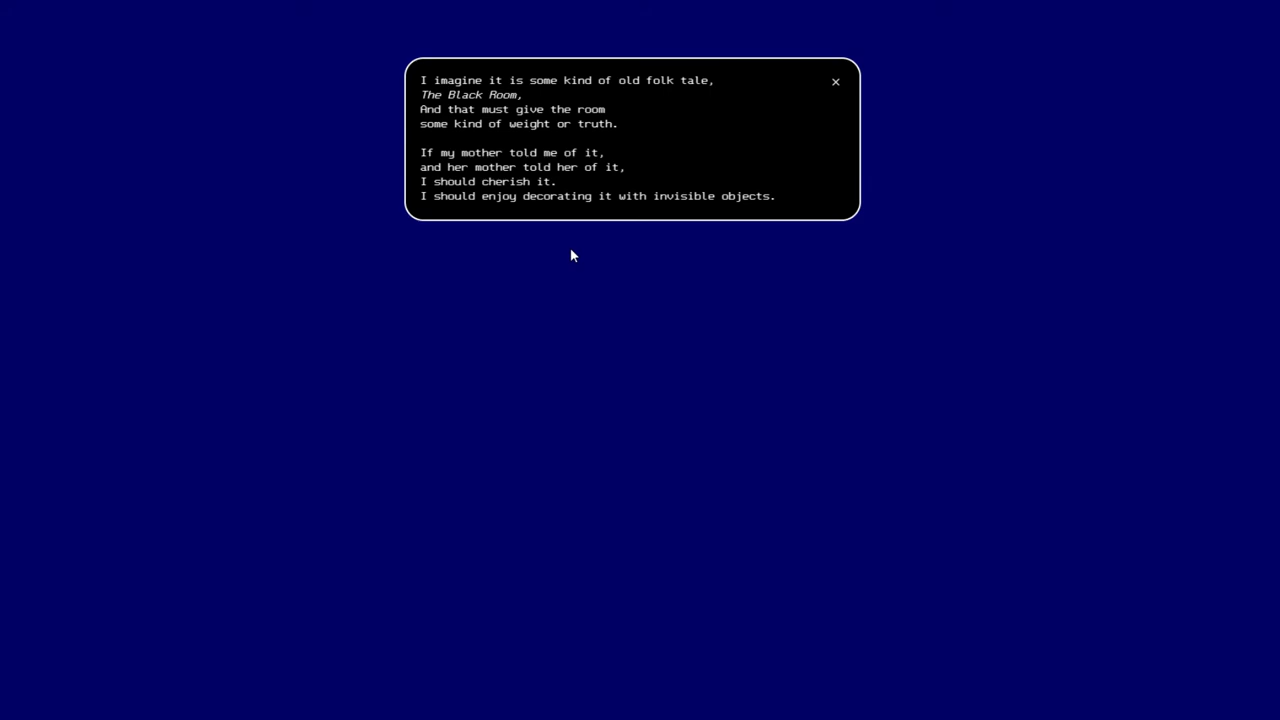 I imagine it is some kind of old folk tale,
The Black Room,
And that must give the room
some kind of weight or truth.
If my mother told me of it,
and her mother told her of it,
I should cherish it.
I should enjoy decorating it with invisible objects.